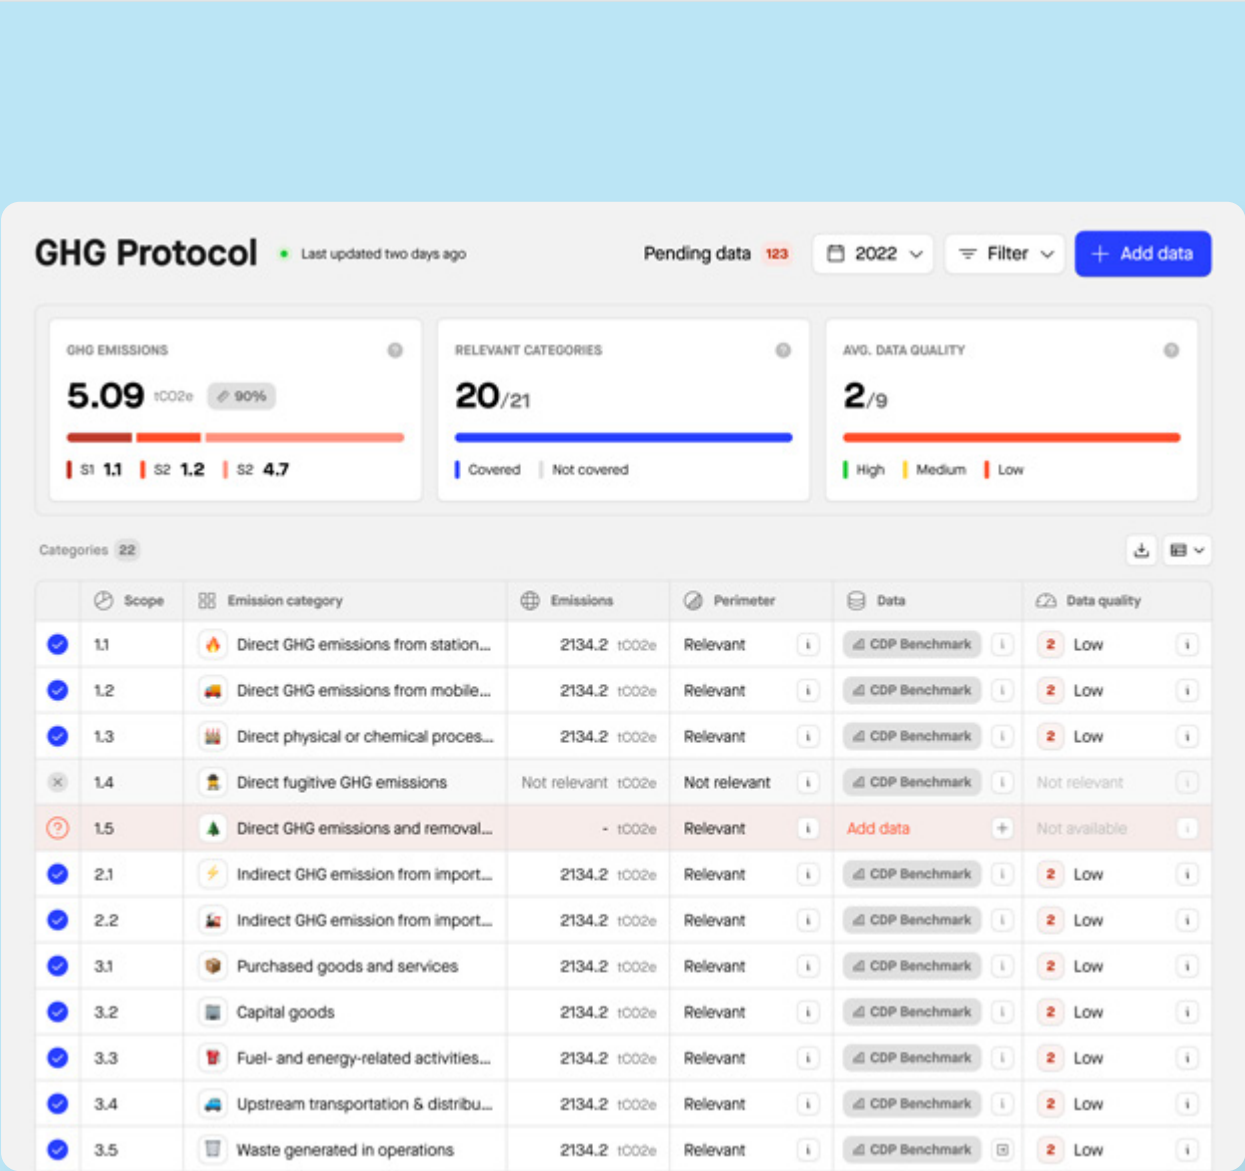 GHG Protocol Last updated two days ago Pending data 123 2022 Filter + Add data
GHG EMISSIONS ? RELEVANT CATEGORIES ? AVG. DATA QUALITY ?
5.09 tCO2e 90% 20/21 2/9
S1 1.1 S2 1.2 S2 4.7 Covered Not covered High Medium Low
Categories 22
Scope Emission category Emissions Perimeter Data Data quality
1.1 Direct GHG emissions from station... 2134.2 tCO2e Relevant i CDP Benchmark i 2 Low i
1.2 Direct GHG emissions from mobile... 2134.2 tCO2e Relevant i CDP Benchmark i 2 Low i
1.3 Direct physical or chemical proces... 2134.2 tCO2e Relevant i CDP Benchmark i 2 Low i
1.4 Direct fugitive GHG emissions Not relevant tCO2e Not relevant i CDP Benchmark i Not relevant i
? 1.5 Direct GHG emissions and removal... - tCO2e Relevant i Add data + Not available i
2.1 Indirect GHG emission from import... 2134.2 tCO2e Relevant i CDP Benchmark i 2 Low i
2.2 Indirect GHG emission from import... 2134.2 tCO2e Relevant i CDP Benchmark i 2 Low i
3.1 Purchased goods and services 2134.2 tCO2e Relevant i CDP Benchmark i 2 Low i
3.2 Capital goods 2134.2 tCO2e Relevant i CDP Benchmark i 2 Low i
3.3 Fuel- and energy-related activities... 2134.2 tCO2e Relevant i CDP Benchmark i 2 Low i
3.4 Upstream transportation & distribu... 2134.2 tCO2e Relevant i CDP Benchmark i 2 Low i
3.5 Waste generated in operations 2134.2 tCO2e Relevant i CDP Benchmark 2 Low i